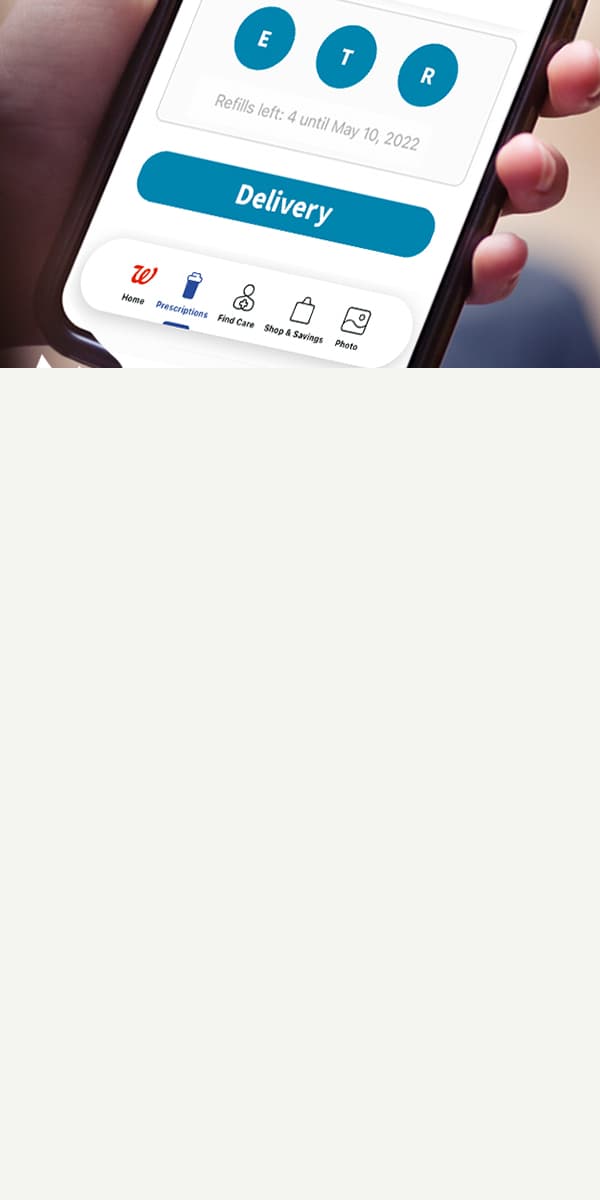 E T R
Refills left: 4 until May 10, 2022
Delivery
Home Prescriptions Find Care Shop & Savings Photo